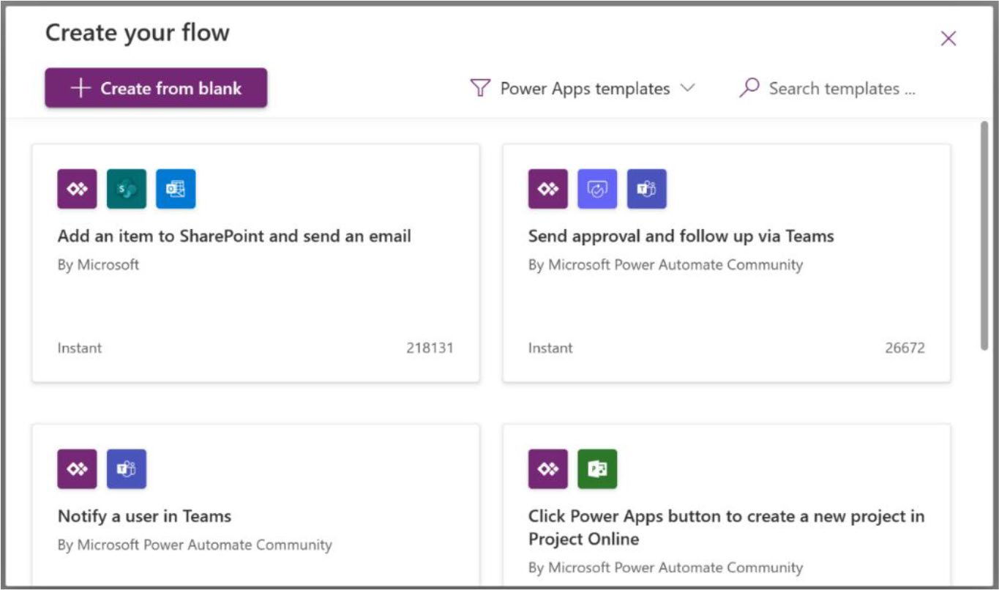 Create your flow
Create from blank
Power Apps templates
Search templates ...
Add an item to SharePoint and send an email
By Microsoft
Instant
218131
Send approval and follow up via Teams
By Microsoft Power Automate Community
Instant
26672
Notify a user in Teams
By Microsoft Power Automate Community
Click Power Apps button to create a new project in
Project Online
By Microsoft Power Automate Community